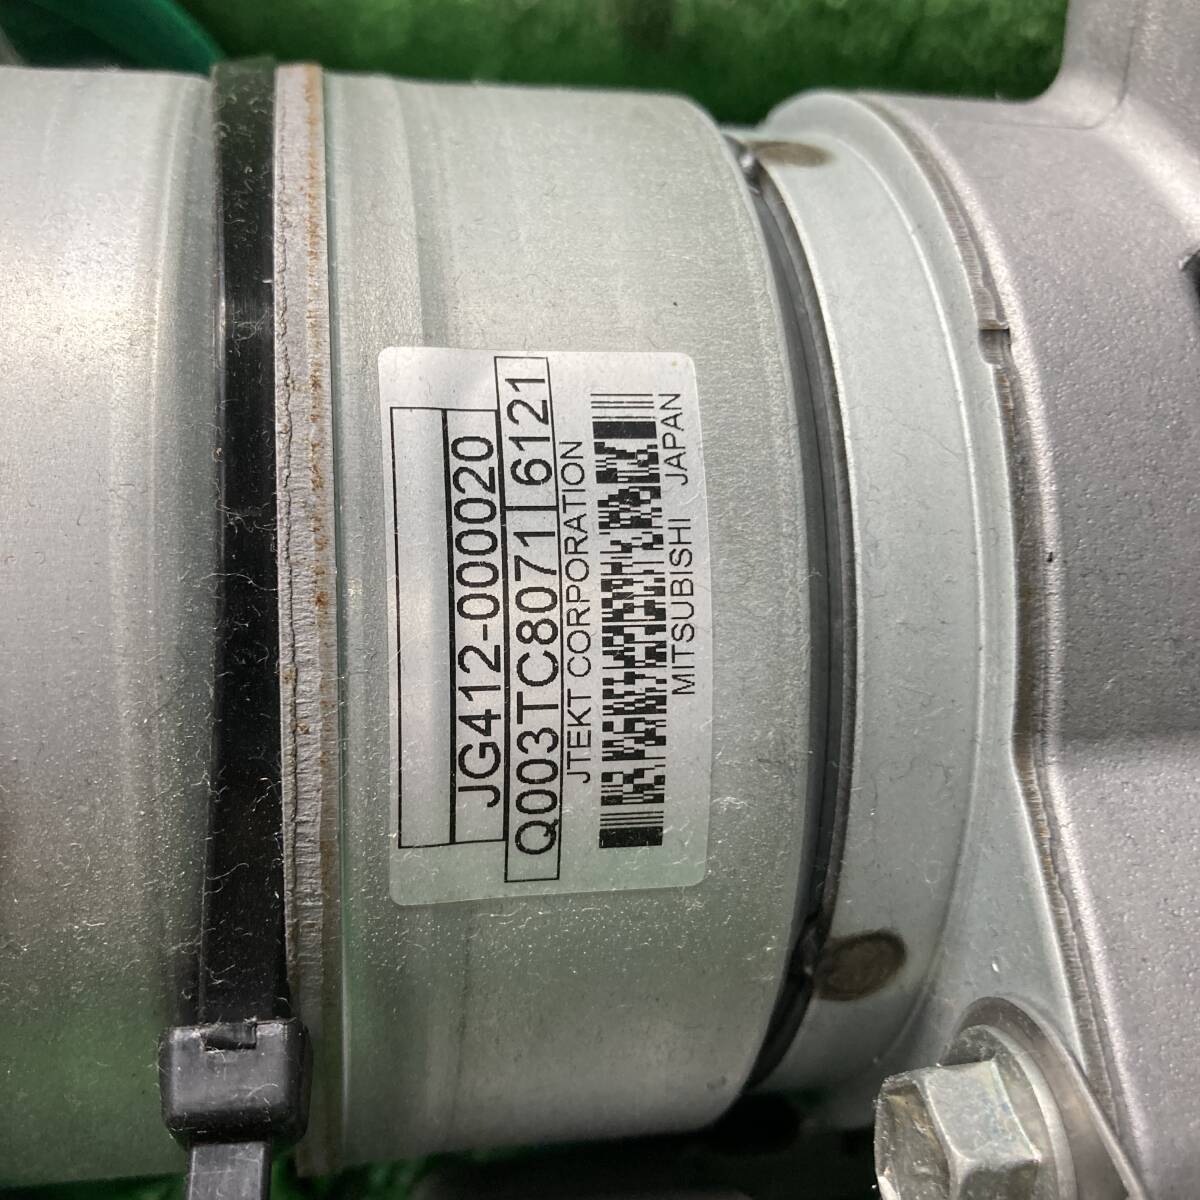 JG412-000020
Q003TC8071 6121
JTEKT CORPORATION
MITSUBISHI JAPAN